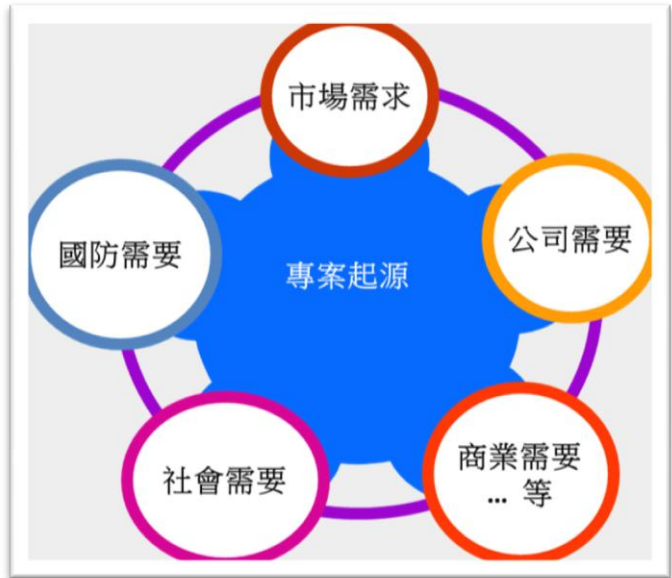 市場需求
公司需要
商業需要
... 等
社會需要
國防需要
專案起源